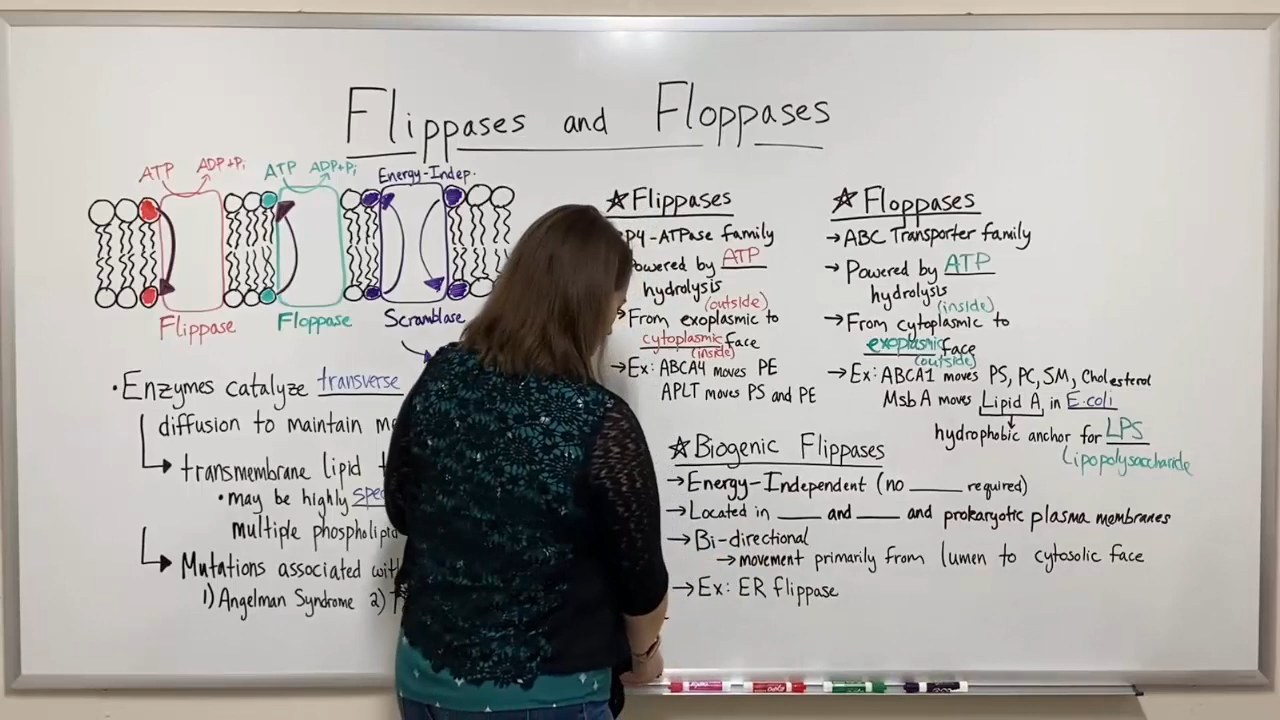 Flippases and Floppases
ATP ADP+Pi ATP ADP+Pi Energy-Indep.
Flippase Floppase Scramblase
• Enzymes catalyze transverse
diffusion to maintain
transmembrane lipid
• may be highly
multiple
Mutations associated
1) Angelman Syndrome 2)
☆ Flippases
P4-ATPase family
Powered by ATP
hydrolysis
(outside)
From exoplasmic to
cytoplasmic face
(inside)
→ Ex: ABCA4 moves PE
APLT moves PS and PE
☆ Floppases
→ ABC Transporter family
→ Powered by ATP
hydrolysis
(inside)
→ From cytoplasmic to
exoplasmic face
(outside)
→ Ex: ABCA1 moves PS, PC, SM, Cholesterol
MsbA moves Lipid A in E.coli
hydrophobic anchor for LPS
Lipopolysaccharide
☆ Biogenic Flippases
→ Energy-Independent (no ____ required)
→ Located in ____ and ____ and prokaryotic plasma membranes
→ Bi-directional
→ movement primarily from lumen to cytosolic face
→ Ex: ER flippase